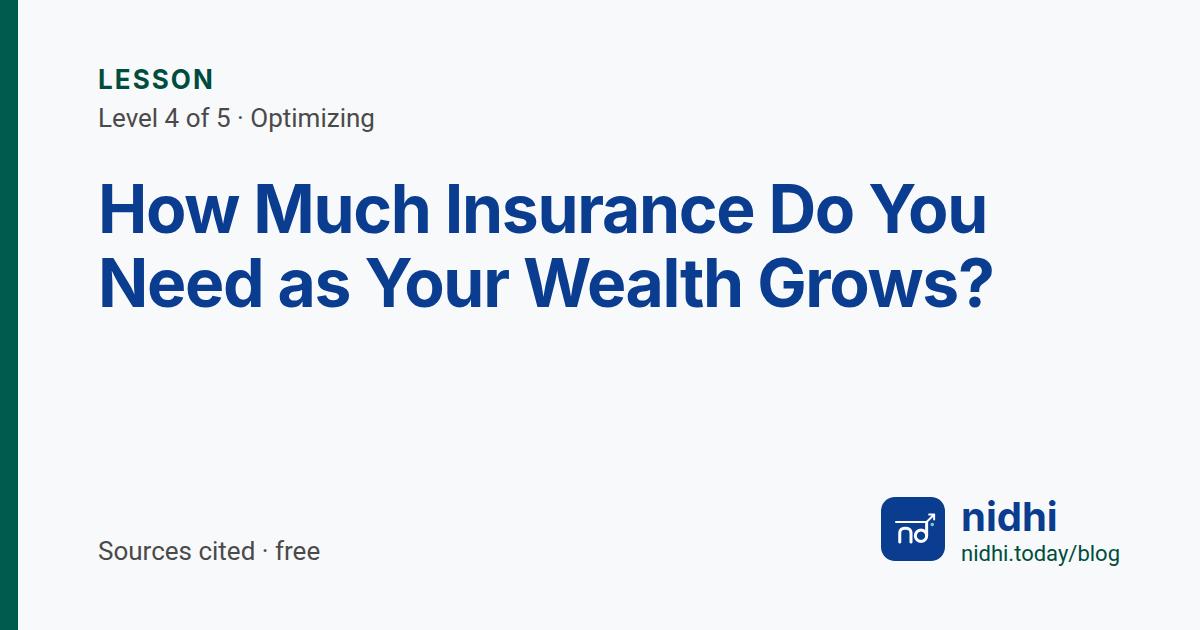 LESSON
Level 4 of 5 · Optimizing
How Much Insurance Do You
Need as Your Wealth Grows?
Sources cited · free
nd
nidhi
nidhi.today/blog